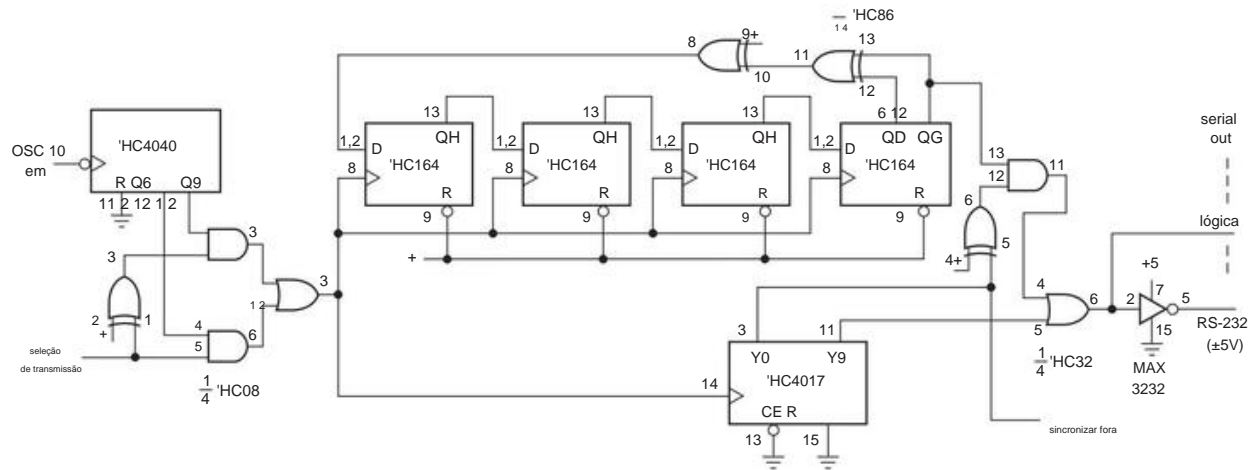 1 4
'HC86
8
9+
10
11
13
12
13
13
13
6 12
QH
QH
QH
QD QG
1,2
D
1,2
D
1,2
D
1,2
D
'HC164
'HC164
'HC164
'HC164
8
8
8
8
R
R
R
R
9
9
9
9
+
OSC 10
em
'HC4040
R Q6 Q9
11 2 12 1 2
3
3
2
1
+
4
5
6
1 2
3
seleção
de transmissão
1
4
'HC08
14
3
11
Y0
Y9
'HC4017
CE R
13
15
13
12
11
6
5
4+
4
5
6
1
4
'HC32
serial
out
lógica
+5
7
2
5
15
MAX
3232
RS-232
(±5V)
sincronizar fora